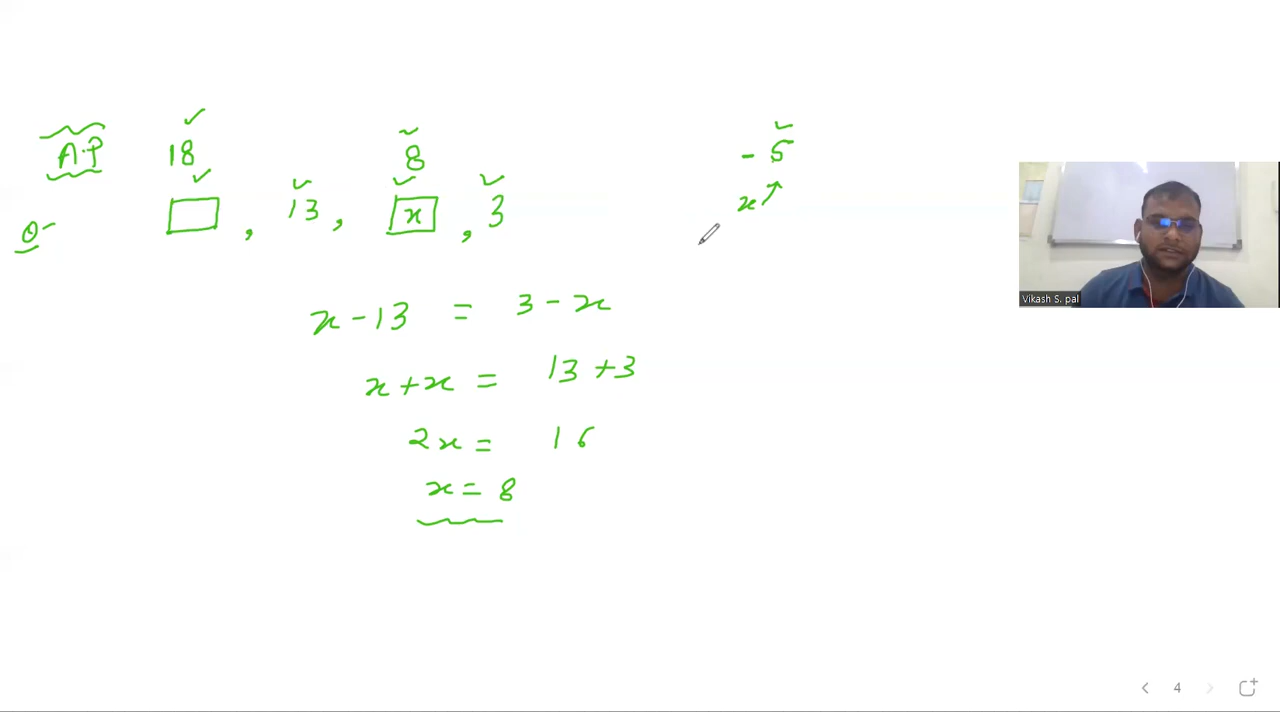 A.P 18 8 - 5
Q- , 13, x, 3 x
x - 13 = 3 - x
x + x = 13 + 3
2x = 16
x = 8
Vikash S. pal
4